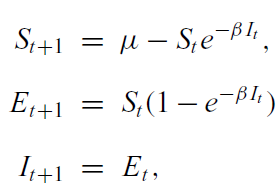 S_{t+1} = μ − S_t e^{−βI_t},
E_{t+1} = S_t(1 − e^{−βI_t})
I_{t+1} = E_t,